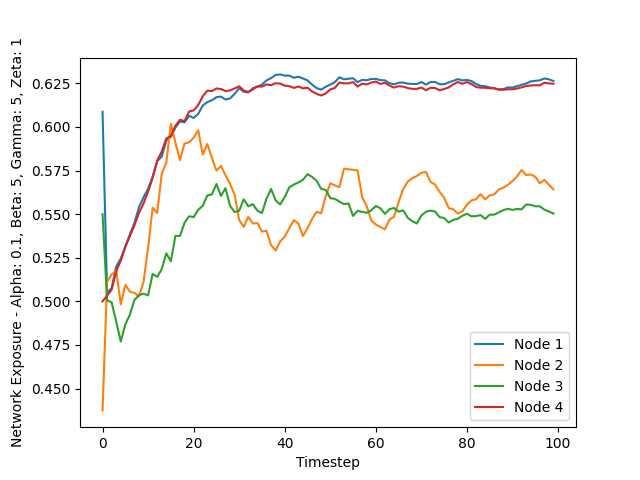 Network Exposure - Alpha: 0.1, Beta: 5, Gamma: 5, Zeta: 1
0.625
0.600
0.575
0.550
0.525
0.500
0.475
0.450
0
20
40
60
80
100
Timestep
Node 1
Node 2
Node 3
Node 4